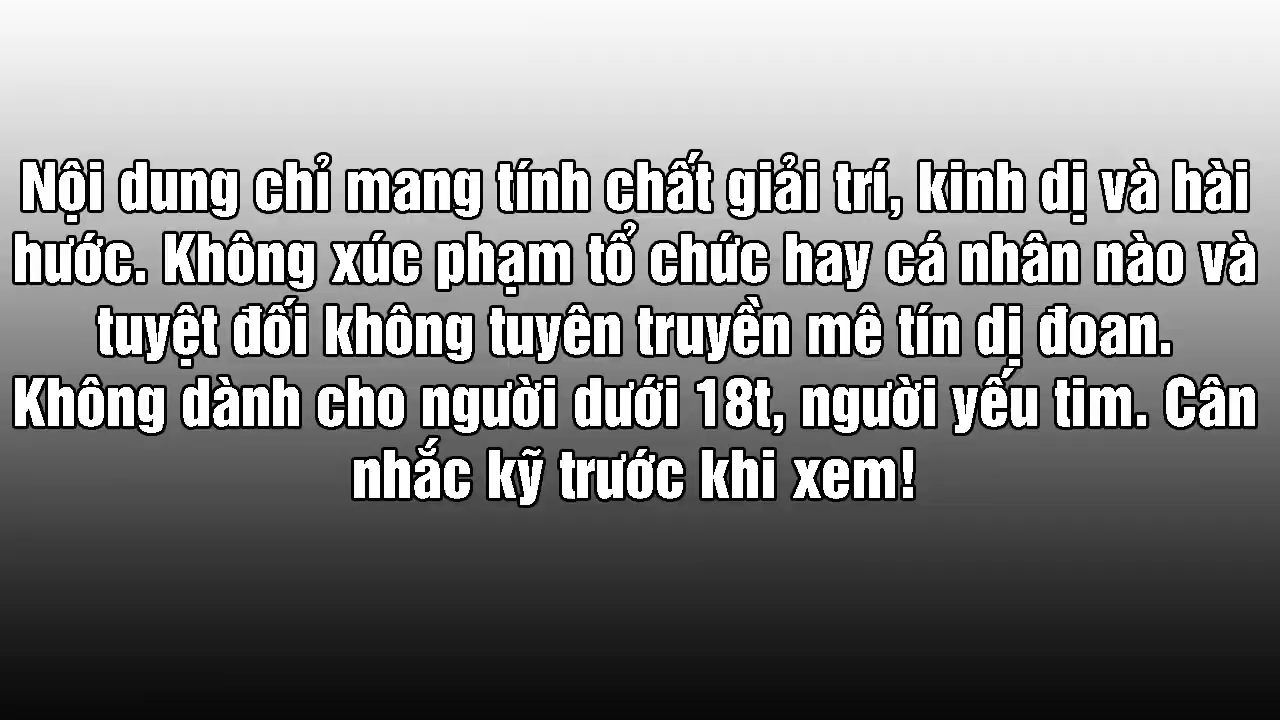 Nội dung chỉ mang tính chất giải trí, kinh dị và hài
hước. Không xúc phạm tổ chức hay cá nhân nào và
tuyệt đối không tuyên truyền mê tín dị đoan.
Không dành cho người dưới 18t, người yếu tim. Cân
nhắc kỹ trước khi xem!